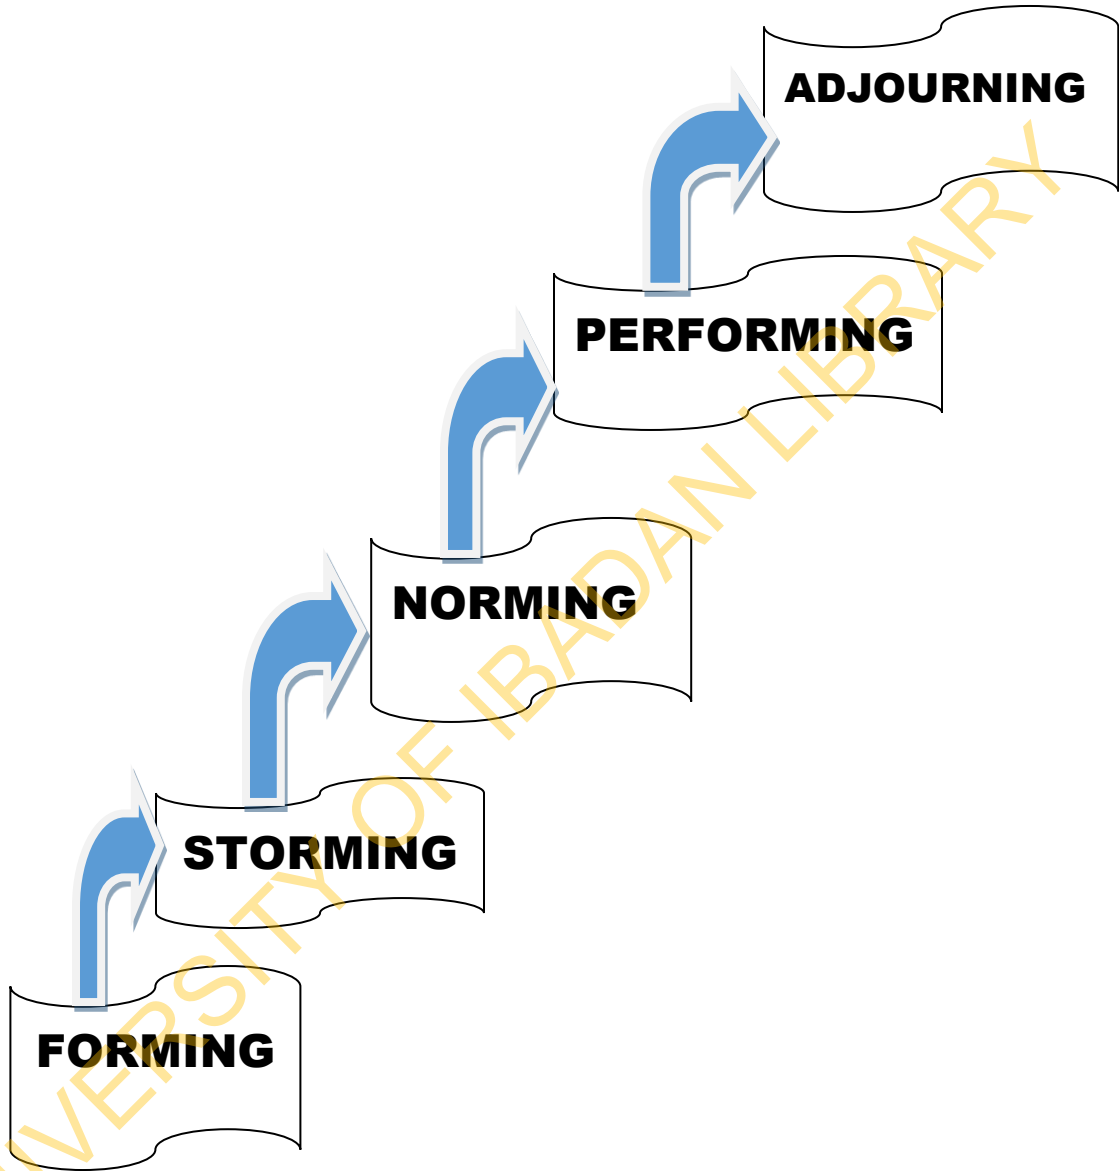 ADJOURNING
PERFORMING
NORMING
STORMING
FORMING
UNIVERSITY OF IBADAN LIBRARY